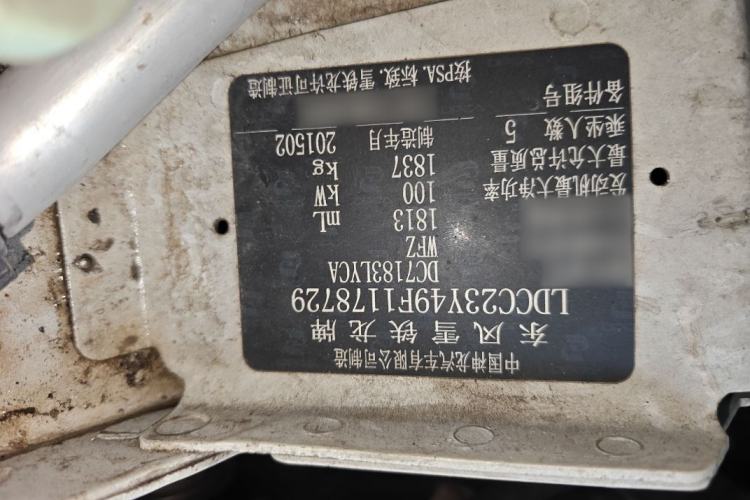 中国神龙汽车有限公司制造
东风雪铁龙牌
LDCC23Y49F1178729
DC7183LYCA
WFZ
1813 mL
发动机最大净功率 100 kW
最大允许总质量 1837 kg
乘坐人数 5 制造年月 201502
备件组号
按PSA.标致.雪铁龙许可证制造